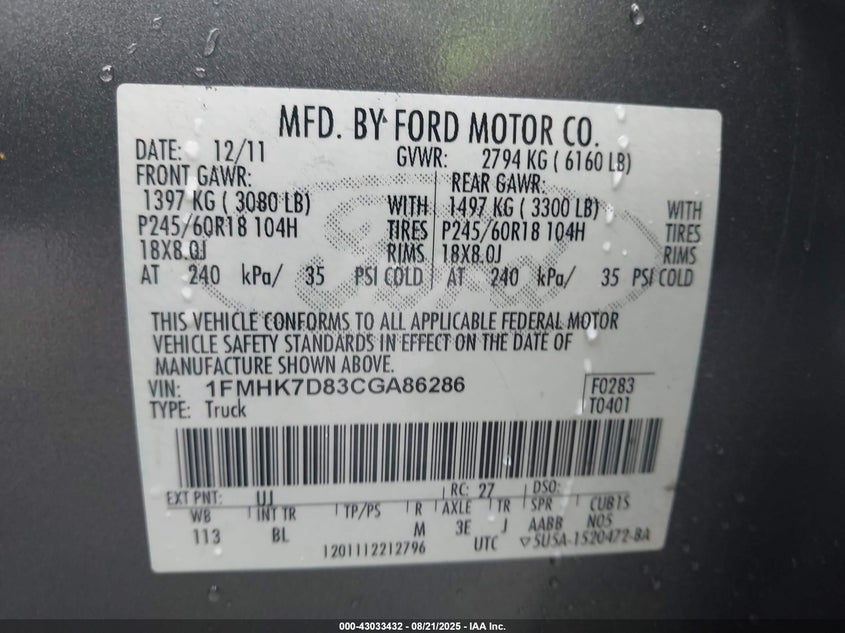 MFD. BY FORD MOTOR CO.
DATE: 12/11 GVWR: 2794 KG ( 6160 LB)
FRONT GAWR: REAR GAWR:
1397 KG ( 3080 LB) WITH 1497 KG ( 3300 LB) WITH
P245/60R18 104H TIRES P245/60R18 104H TIRES
18X8.0J RIMS 18X8.0J RIMS
AT 240 kPa/ 35 PSI COLD AT 240 kPa/ 35 PSI COLD
Ford
THIS VEHICLE CONFORMS TO ALL APPLICABLE FEDERAL MOTOR
VEHICLE SAFETY STANDARDS IN EFFECT ON THE DATE OF
MANUFACTURE SHOWN ABOVE.
VIN: 1FMHK7D83CGA86286 F0283
TYPE: Truck T0401
EXT PNT: UJ RC: 27 DSO:
WB INT TR TP/PS R AXLE TR SPR CUBTS
113 BL M 3E J AABB NOS
1201112212796 UTC ▽5U5A-1520472-BA
000-43033432 - 08/21/2025 - IAA Inc.